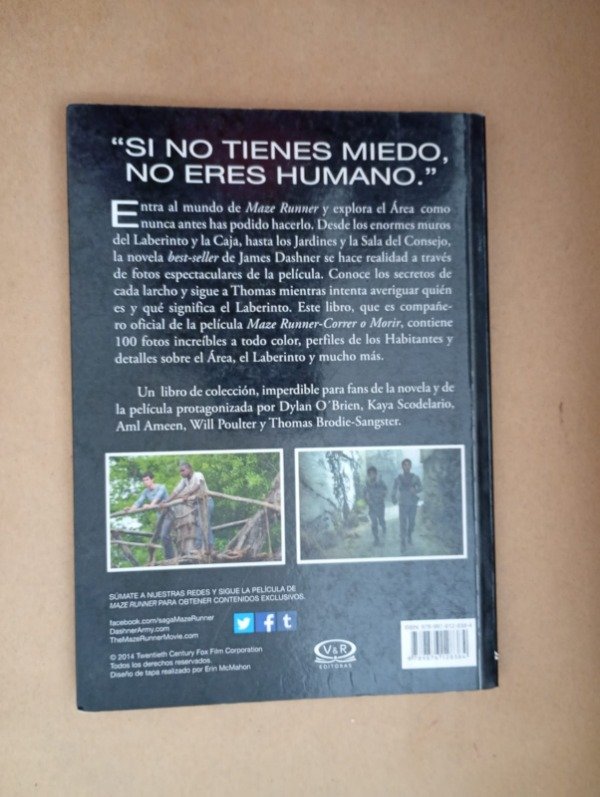 “SI NO TIENES MIEDO,
NO ERES HUMANO.”
Entra al mundo de Maze Runner y explora el Área como
nunca antes has podido hacerlo. Desde los enormes muros
del Laberinto y la Caja, hasta los Jardines y la Sala del Consejo,
la novela best-seller de James Dashner se hace realidad a través
de fotos espectaculares de la película. Conoce los secretos de
cada larcho y sigue a Thomas mientras intenta averiguar quién
es y qué significa el Laberinto. Este libro, que es compañe-
ro oficial de la película Maze Runner-Correr o Morir, contiene
100 fotos increíbles a todo color, perfiles de los Habitantes y
detalles sobre el Área, el Laberinto y mucho más.
Un libro de colección, imperdible para fans de la novela y de
la película protagonizada por Dylan O´Brien, Kaya Scodelario,
Aml Ameen, Will Poulter y Thomas Brodie-Sangster.
SÚMATE A NUESTRAS REDES Y SIGUE LA PELÍCULA DE
MAZE RUNNER PARA OBTENER CONTENIDOS EXCLUSIVOS.
facebook.com/sagaMazeRunner
DashnerArmy.com
TheMazeRunnerMovie.com
© 2014 Twentieth Century Fox Film Corporation
Todos los derechos reservados.
Diseño de tapa realizado por Erin McMahon
V&R
EDITORAS